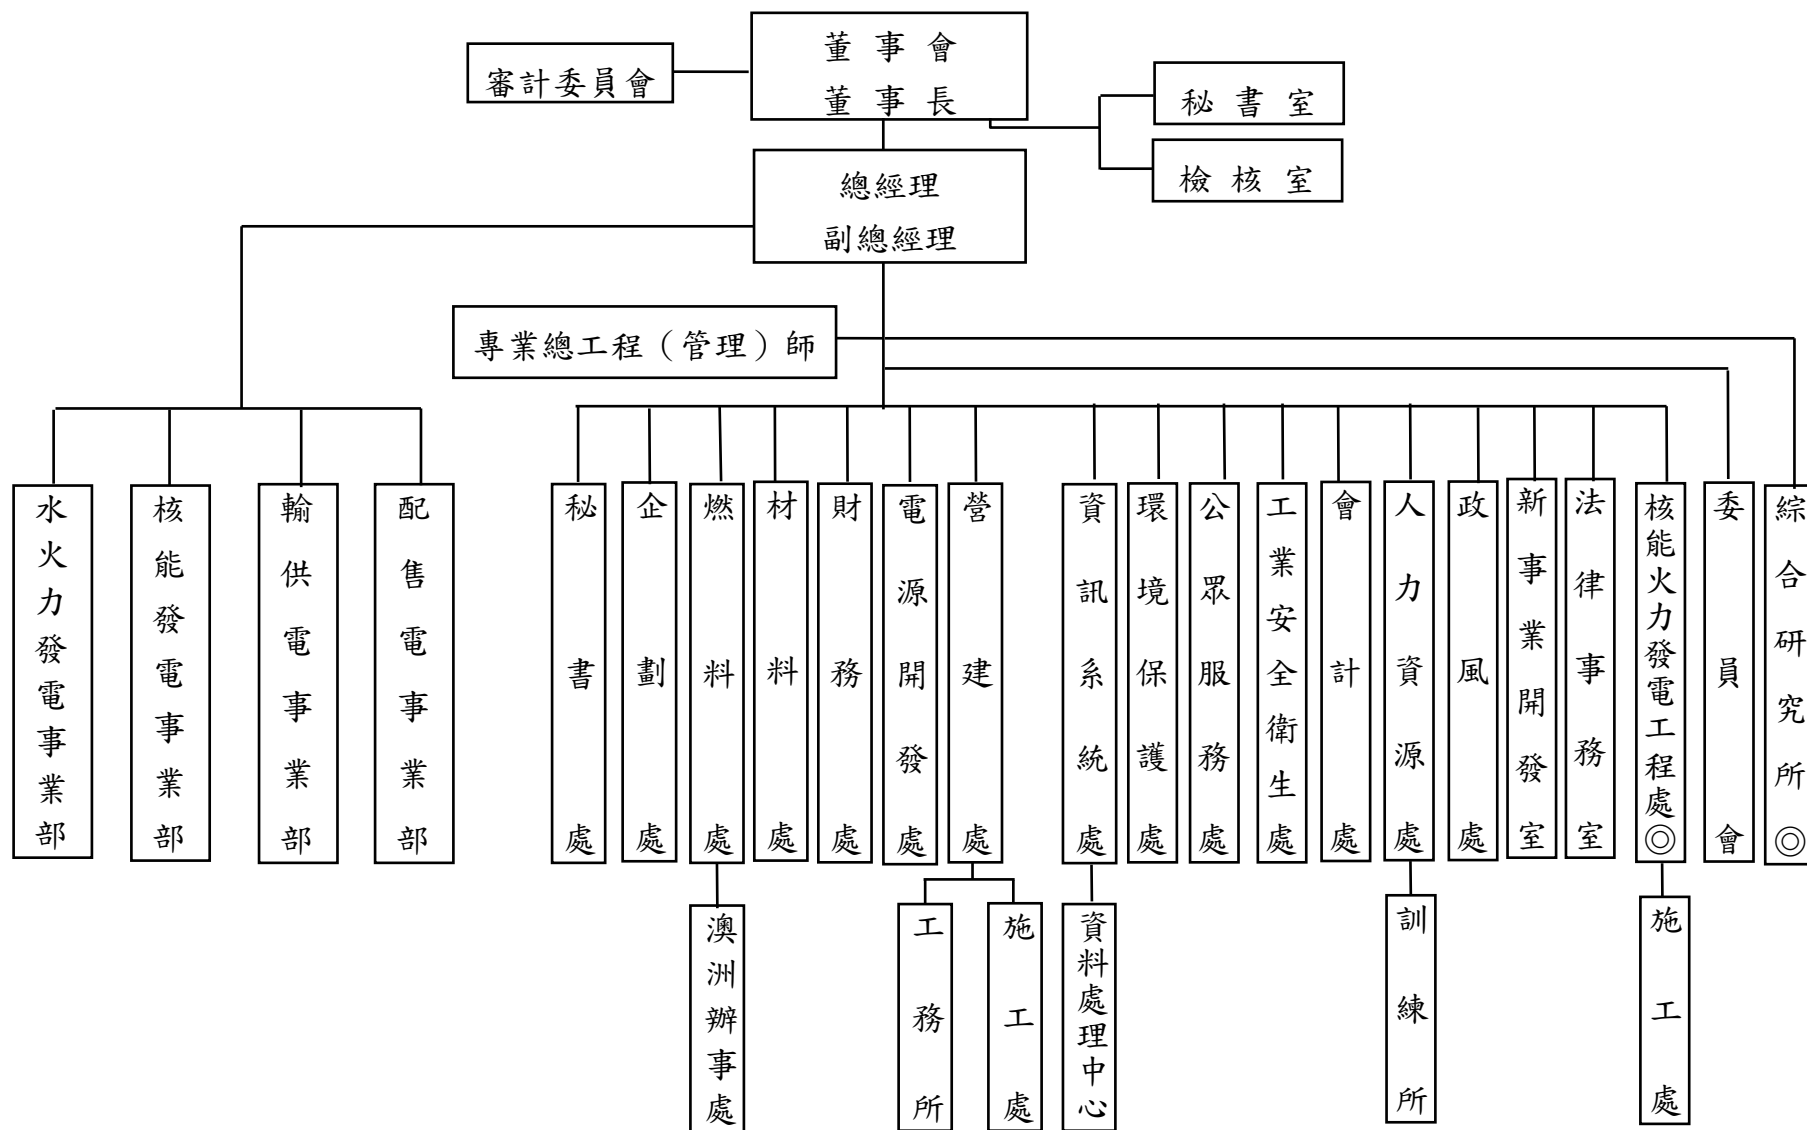 董事會
董事長
審計委員會
秘書室
檢核室
總經理
副總經理
專業總工程（管理）師
水火力發電事業部
核能發電事業部
輸供電事業部
配售電事業部
秘書處
企劃處
燃料處
材料處
財務處
電源開發處
營建處
資訊系統處
環境保護處
公眾服務處
工業安全衛生處
會計處
人力資源處
政風處
新事業開發室
法律事務室
核能火力發電工程處◎
委員會
綜合研究所◎
澳洲辦事處
工務所
施工處
資料處理中心
訓練所
施工處